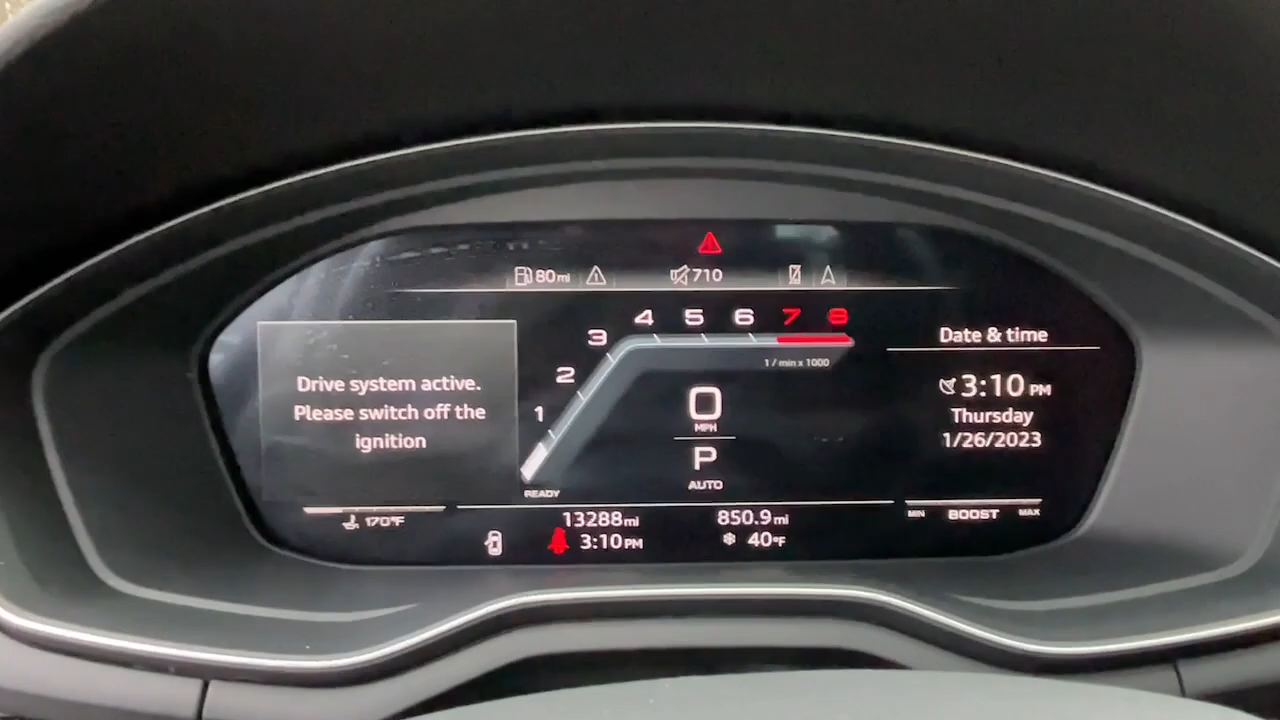 80mi
710
4 5 6 7 8
3
2
1
1 / min x 1000
0
MPH
P
AUTO
READY
Drive system active.
Please switch off the
ignition
Date & time
3:10 PM
Thursday
1/26/2023
170°F
13288mi 850.9mi
3:10PM 40°F
MIN BOOST MAX